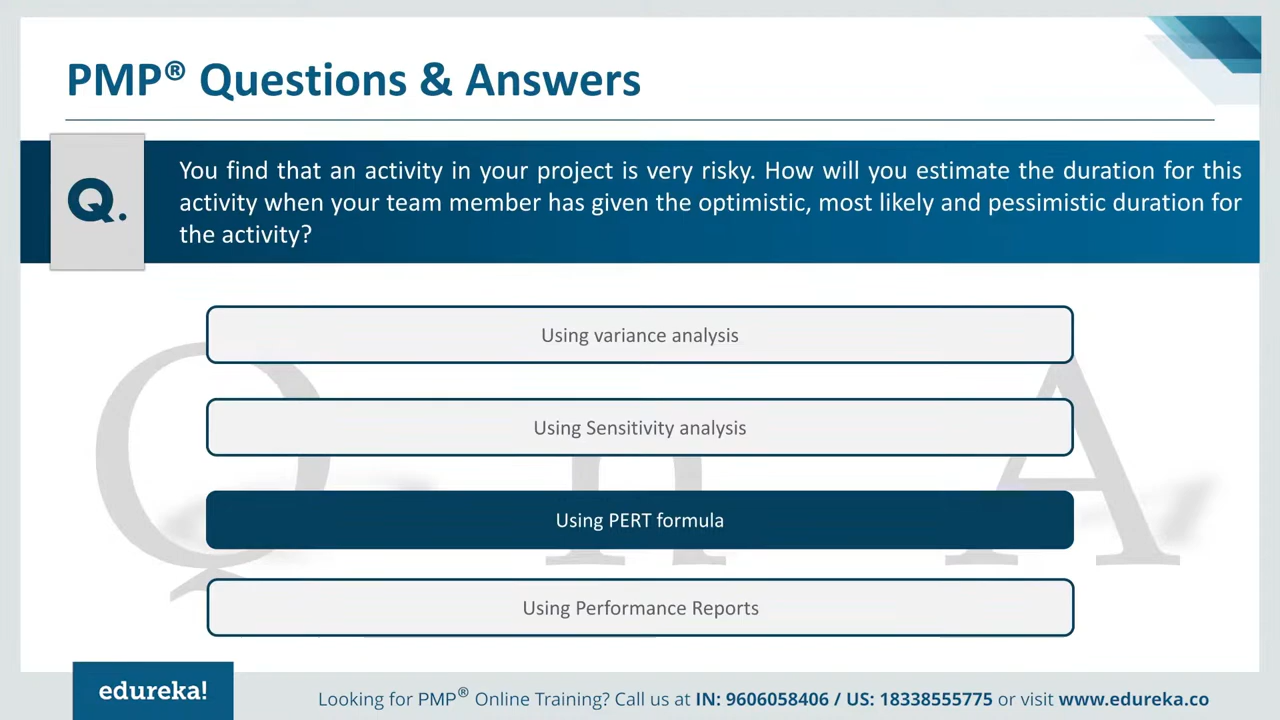 PMP® Questions & Answers
Q.
You find that an activity in your project is very risky. How will you estimate the duration for this
activity when your team member has given the optimistic, most likely and pessimistic duration for
the activity?
Using variance analysis
Using Sensitivity analysis
Using PERT formula
Using Performance Reports
Q n A
edureka!
Looking for PMP® Online Training? Call us at IN: 9606058406 / US: 18338555775 or visit www.edureka.co